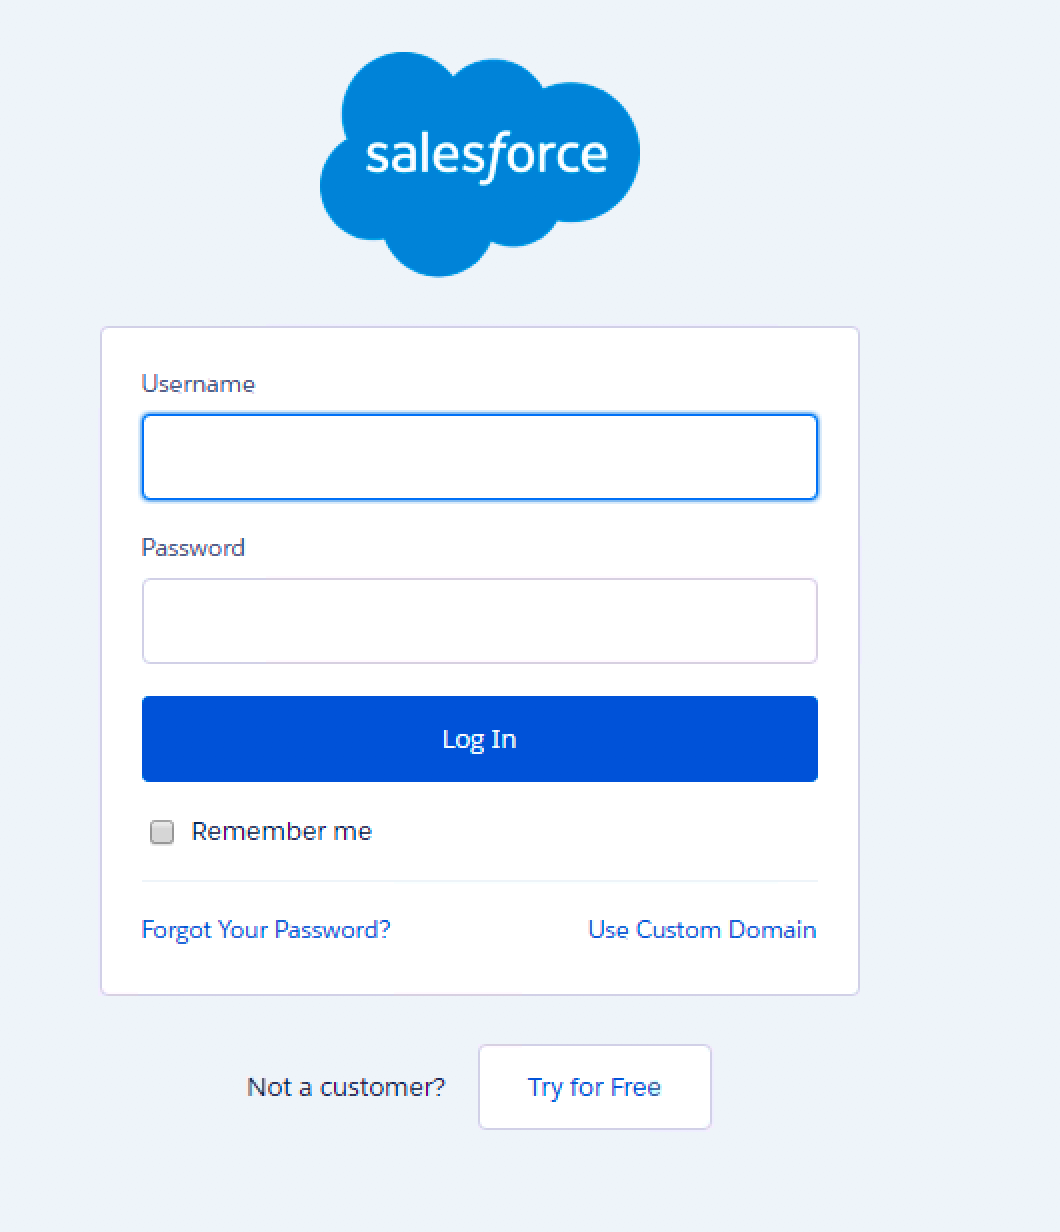 salesforce
Username
Password
Log In
Remember me
Forgot Your Password? Use Custom Domain
Not a customer? Try for Free